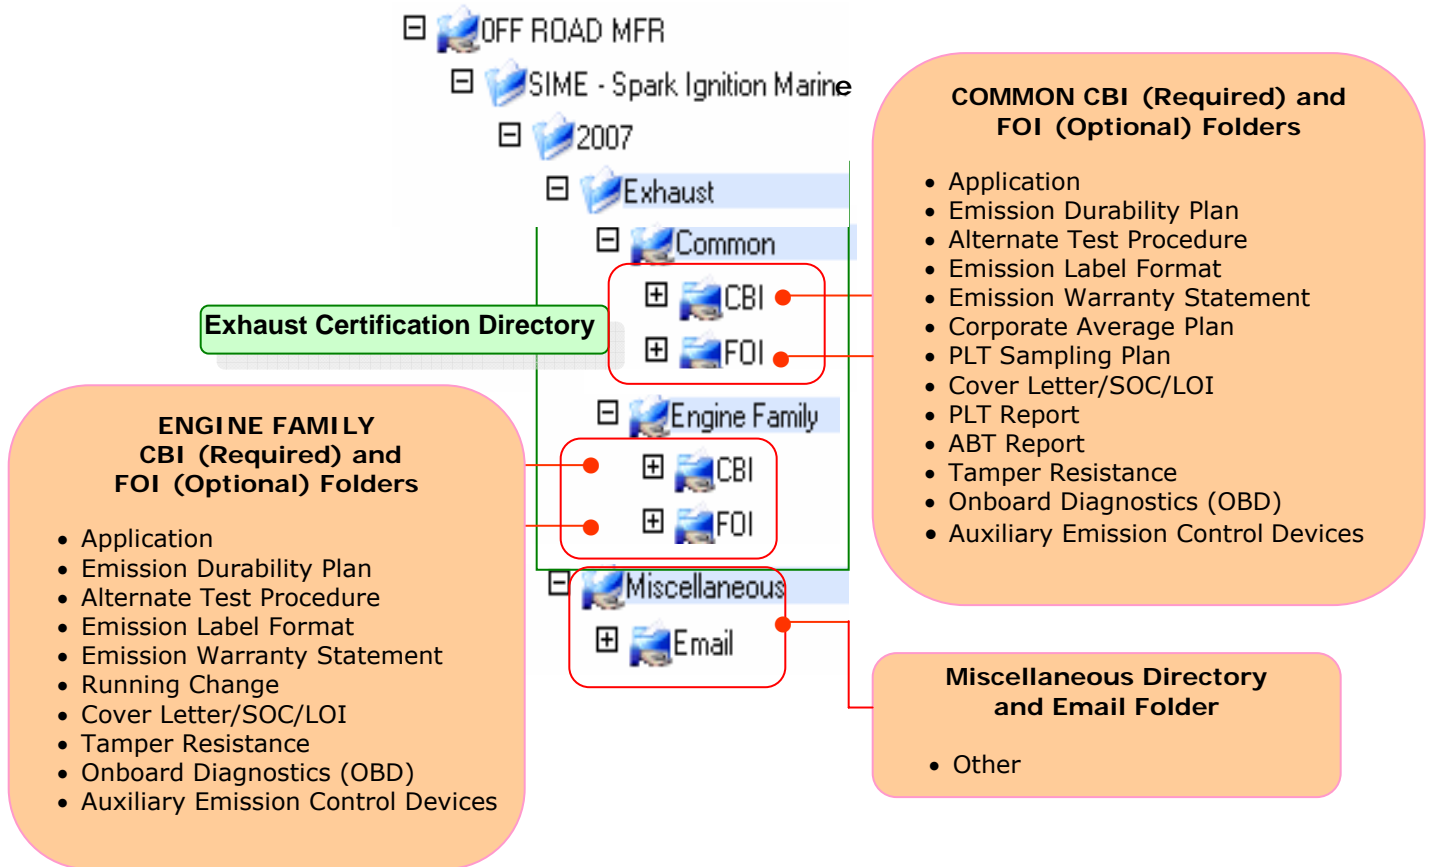 OFF ROAD MFR
SIME - Spark Ignition Marine
2007
Exhaust
Common
CBI
FOI
Engine Family
CBI
FOI
Miscellaneous
Email
Exhaust Certification Directory
COMMON CBI (Required) and
FOI (Optional) Folders
• Application
• Emission Durability Plan
• Alternate Test Procedure
• Emission Label Format
• Emission Warranty Statement
• Corporate Average Plan
• PLT Sampling Plan
• Cover Letter/SOC/LOI
• PLT Report
• ABT Report
• Tamper Resistance
• Onboard Diagnostics (OBD)
• Auxiliary Emission Control Devices
ENGINE FAMILY
CBI (Required) and
FOI (Optional) Folders
• Application
• Emission Durability Plan
• Alternate Test Procedure
• Emission Label Format
• Emission Warranty Statement
• Running Change
• Cover Letter/SOC/LOI
• Tamper Resistance
• Onboard Diagnostics (OBD)
• Auxiliary Emission Control Devices
Miscellaneous Directory
and Email Folder
• Other